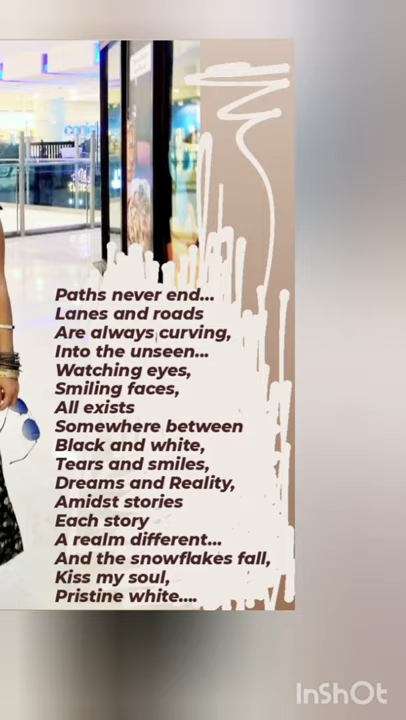 Paths never end...
Lanes and roads
Are always curving,
Into the unseen...
Watching eyes,
Smiling faces,
All exists
Somewhere between
Black and white,
Tears and smiles,
Dreams and Reality,
Amidst stories
Each story
A realm different...
And the snowflakes fall,
Kiss my soul,
Pristine white....
InShOt